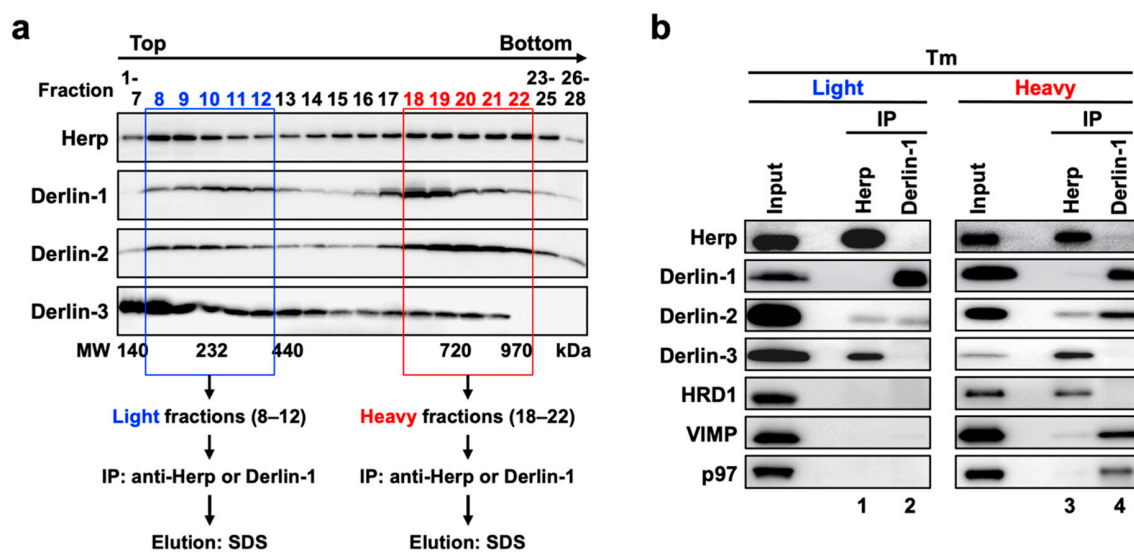 a
Top Bottom
Fraction 1-7 8 9 10 11 12 13 14 15 16 17 18 19 20 21 22 23-25 26-28
Herp
Derlin-1
Derlin-2
Derlin-3
MW 140 232 440 720 970 kDa
Light fractions (8–12) Heavy fractions (18–22)
IP: anti-Herp or Derlin-1 IP: anti-Herp or Derlin-1
Elution: SDS Elution: SDS
b
Tm
Light Heavy
IP IP
Input Herp Derlin-1 Input Herp Derlin-1
Herp
Derlin-1
Derlin-2
Derlin-3
HRD1
VIMP
p97
1 2 3 4